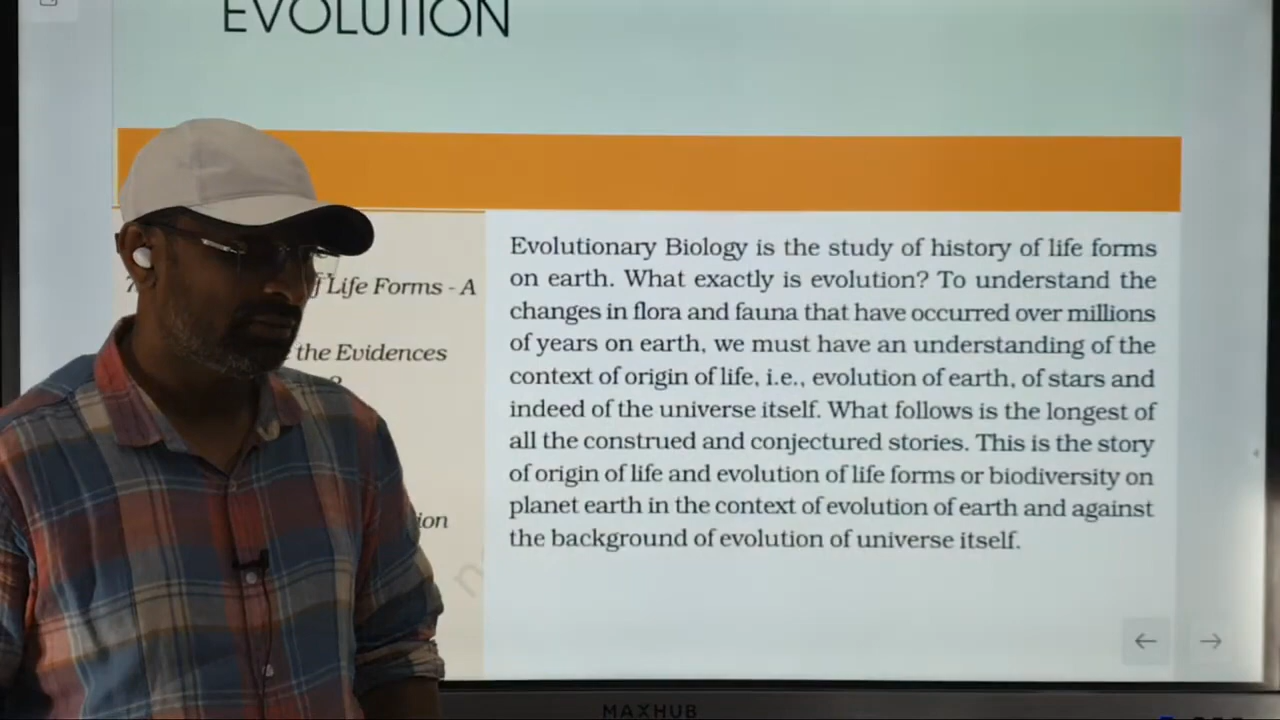 EVOLUTION
f Life Forms - A
the Evidences
tion
Evolutionary Biology is the study of history of life forms
on earth. What exactly is evolution? To understand the
changes in flora and fauna that have occurred over millions
of years on earth, we must have an understanding of the
context of origin of life, i.e., evolution of earth, of stars and
indeed of the universe itself. What follows is the longest of
all the construed and conjectured stories. This is the story
of origin of life and evolution of life forms or biodiversity on
planet earth in the context of evolution of earth and against
the background of evolution of universe itself.
MAXHUB